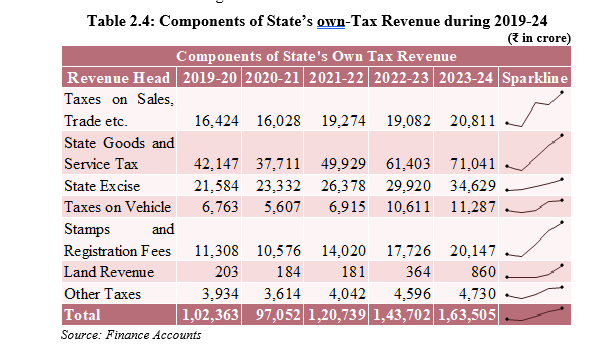 Table 2.4: Components of State's own-Tax Revenue during 2019-24
(₹ in crore)
Components of State's Own Tax Revenue
Revenue Head 2019-20 2020-21 2021-22 2022-23 2023-24 Sparkline
Taxes on Sales,
Trade etc. 16,424 16,028 19,274 19,082 20,811
State Goods and
Service Tax 42,147 37,711 49,929 61,403 71,041
State Excise 21,584 23,332 26,378 29,920 34,629
Taxes on Vehicle 6,763 5,607 6,915 10,611 11,287
Stamps and
Registration Fees 11,308 10,576 14,020 17,726 20,147
Land Revenue 203 184 181 364 860
Other Taxes 3,934 3,614 4,042 4,596 4,730
Total 1,02,363 97,052 1,20,739 1,43,702 1,63,505
Source: Finance Accounts